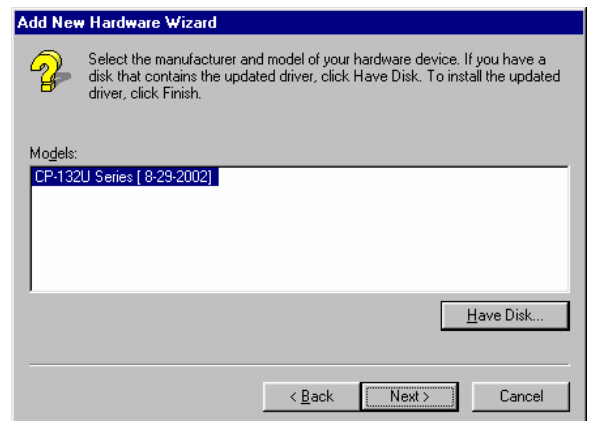 Add New Hardware Wizard
Select the manufacturer and model of your hardware device. If you have a
disk that contains the updated driver, click Have Disk. To install the updated
driver, click Finish.
Models:
CP-132U Series [ 8-29-2002]
Have Disk...
< Back
Next >
Cancel